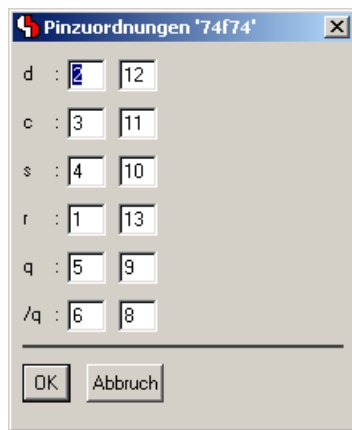 Pinzuordnungen '74f74'
d : 2 12
c : 3 11
s : 4 10
r : 1 13
q : 5 9
/q : 6 8
OK Abbruch